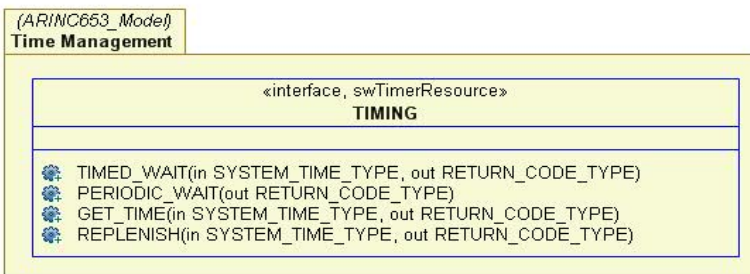 (ARINC653_Model)
Time Management
«interface, swTimerResource»
TIMING
TIMED_WAIT(in SYSTEM_TIME_TYPE, out RETURN_CODE_TYPE)
PERIODIC_WAIT(out RETURN_CODE_TYPE)
GET_TIME(in SYSTEM_TIME_TYPE, out RETURN_CODE_TYPE)
REPLENISH(in SYSTEM_TIME_TYPE, out RETURN_CODE_TYPE)